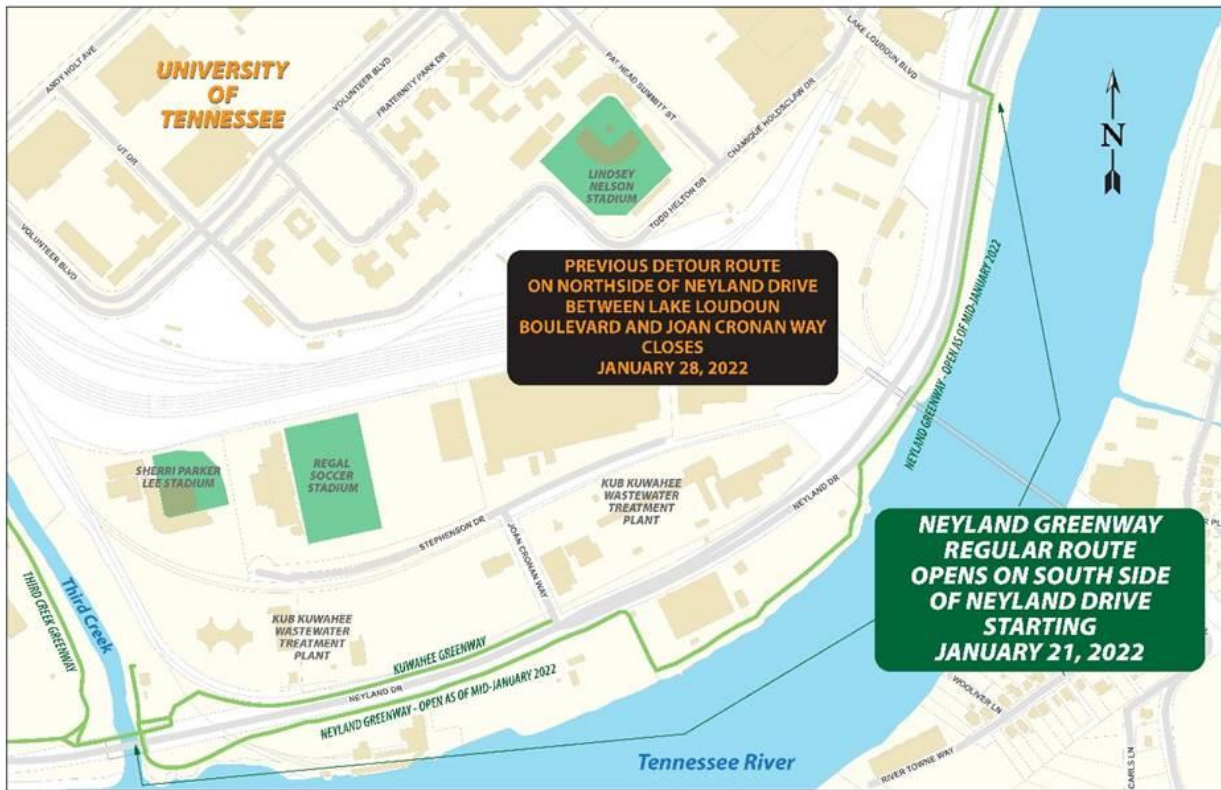 ANDY HOLT AVE
UNIVERSITY
OF
TENNESSEE
VOLUNTEER BLVD
FRATERNITY PARK DR
PAT HEAD SUMMITT ST
LAKE LOUDOUN BLVD
CHAMIQUE HOLDSCLAW DR
N
UT DR
LINDSEY
NELSON
STADIUM
TODD HELTON DR
VOLUNTEER BLVD
PREVIOUS DETOUR ROUTE
ON NORTHSIDE OF NEYLAND DRIVE
BETWEEN LAKE LOUDOUN
BOULEVARD AND JOAN CRONAN WAY
CLOSES
JANUARY 28, 2022
NEYLAND GREENWAY - OPEN AS OF MID-JANUARY 2022
SHERRI PARKER
LEE STADIUM
REGAL
SOCCER
STADIUM
KUB KUWAHEE
WASTEWATER
TREATMENT
PLANT
NEYLAND DR
STEPHENSON DR
JOAN CRONAN WAY
NEYLAND GREENWAY
REGULAR ROUTE
OPENS ON SOUTH SIDE
OF NEYLAND DRIVE
STARTING
JANUARY 21, 2022
THIRD CREEK GREENWAY
Third Creek
KUB KUWAHEE
WASTEWATER
TREATMENT
PLANT
KUWAHEE GREENWAY
NEYLAND DR
NEYLAND GREENWAY - OPEN AS OF MID-JANUARY 2022
WOOLIVER LN
Tennessee River
RIVER TOWNE WAY
CARLS LN